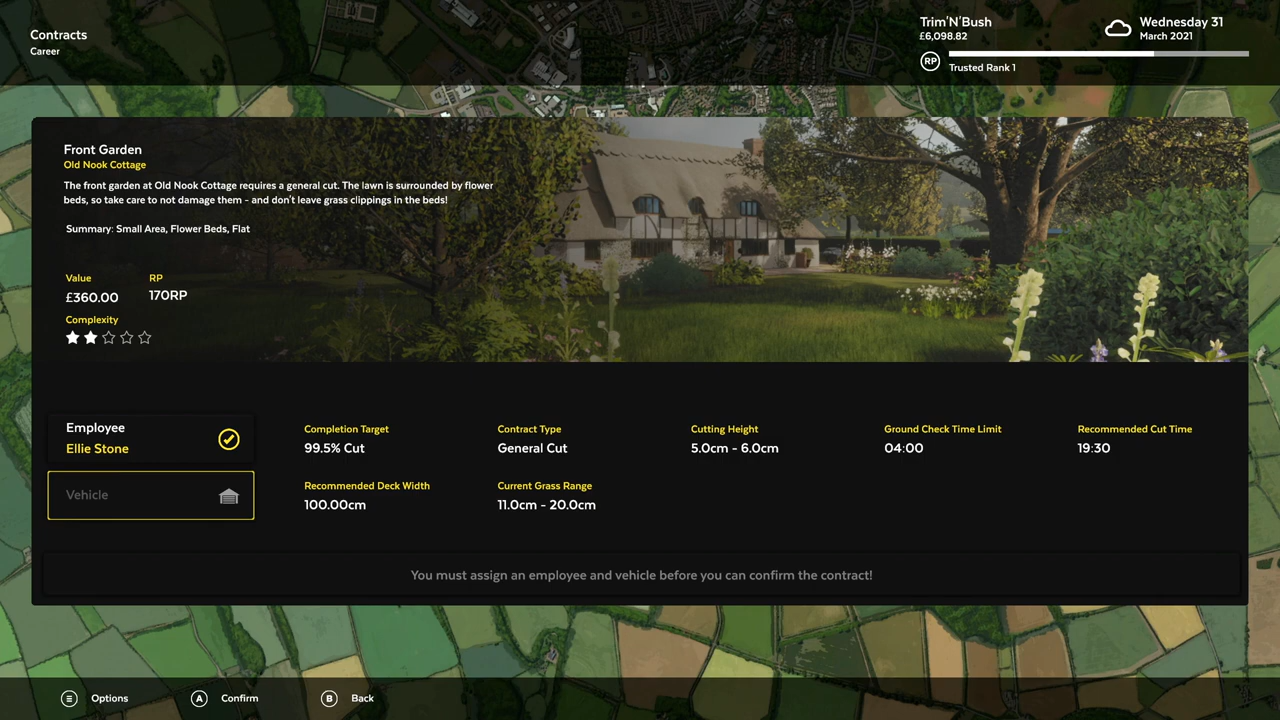 Contracts
Career
Trim'N'Bush
£6,098.82
Wednesday 31
March 2021
RP
Trusted Rank 1
Front Garden
Old Nook Cottage
The front garden at Old Nook Cottage requires a general cut. The lawn is surrounded by flower
beds, so take care to not damage them - and don't leave grass clippings in the beds!
Summary: Small Area, Flower Beds, Flat
Value
£360.00
RP
170RP
Complexity
Employee
Ellie Stone
Vehicle
Completion Target
99.5% Cut
Contract Type
General Cut
Cutting Height
5.0cm - 6.0cm
Ground Check Time Limit
04:00
Recommended Cut Time
19:30
Recommended Deck Width
100.00cm
Current Grass Range
11.0cm - 20.0cm
You must assign an employee and vehicle before you can confirm the contract!
Options
A Confirm
B Back